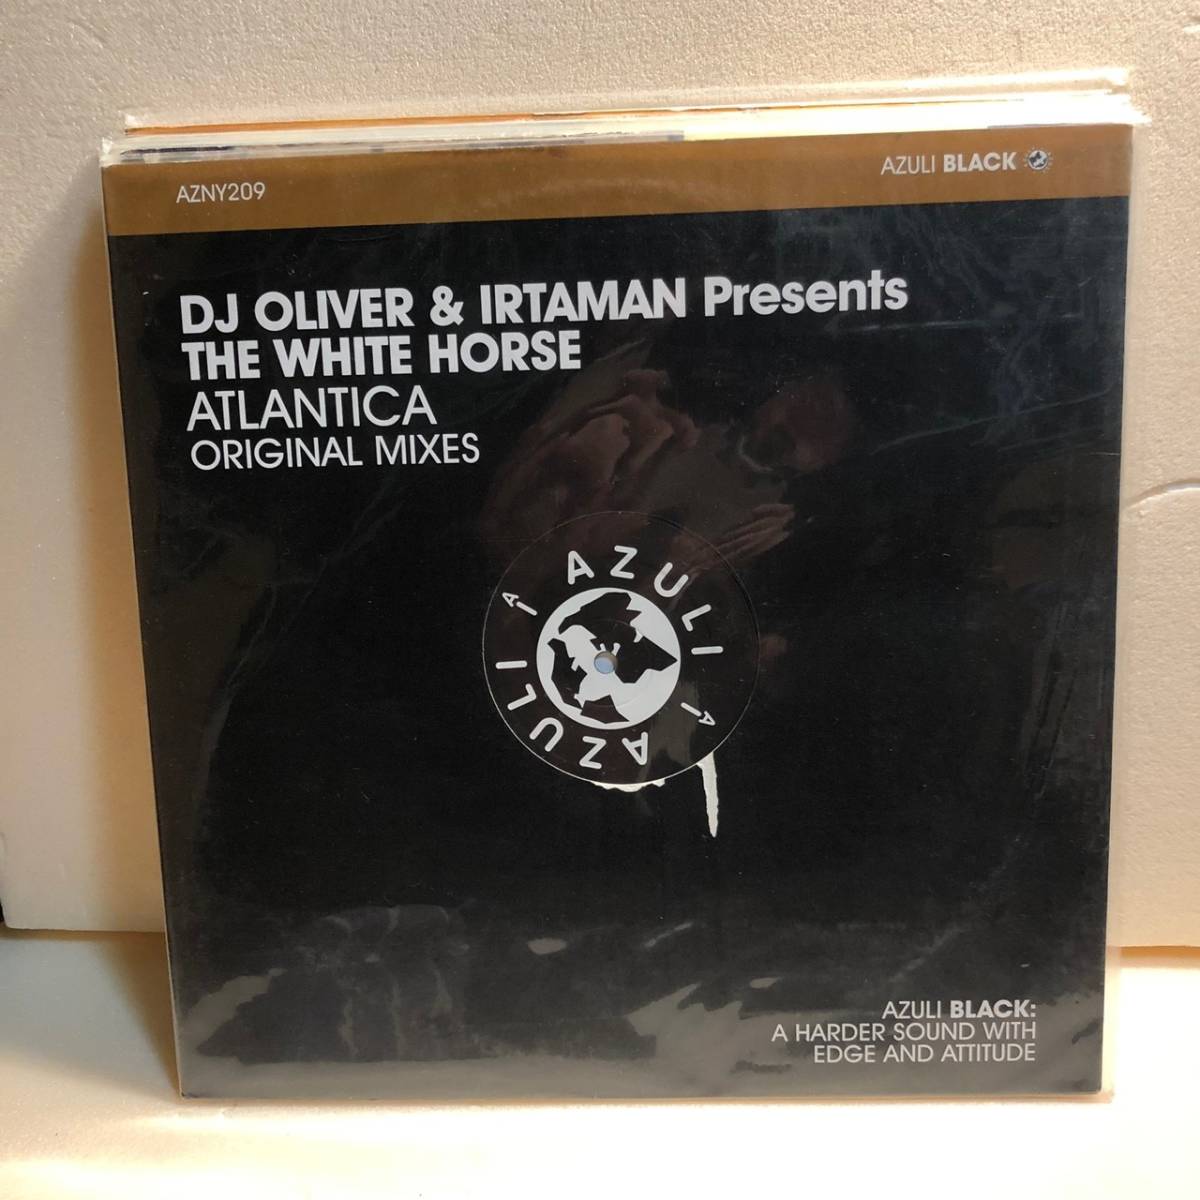 AZNY209
AZULI BLACK
DJ OLIVER & IRTAMAN Presents
THE WHITE HORSE
ATLANTICA
ORIGINAL MIXES
AZULI
A
AZULI
A
AZULI BLACK:
A HARDER SOUND WITH
EDGE AND ATTITUDE